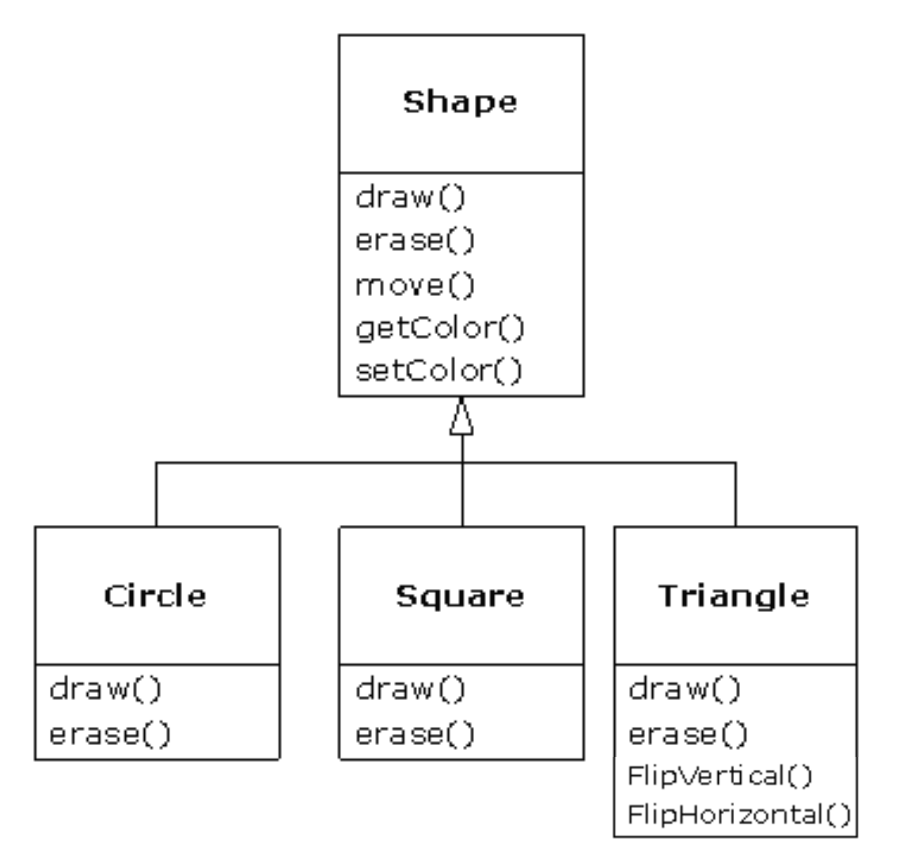 Shape
draw()
erase()
move()
getColor()
setColor()
Circle
draw()
erase()
Square
draw()
erase()
Triangle
draw()
erase()
FlipVertical()
FlipHorizontal()